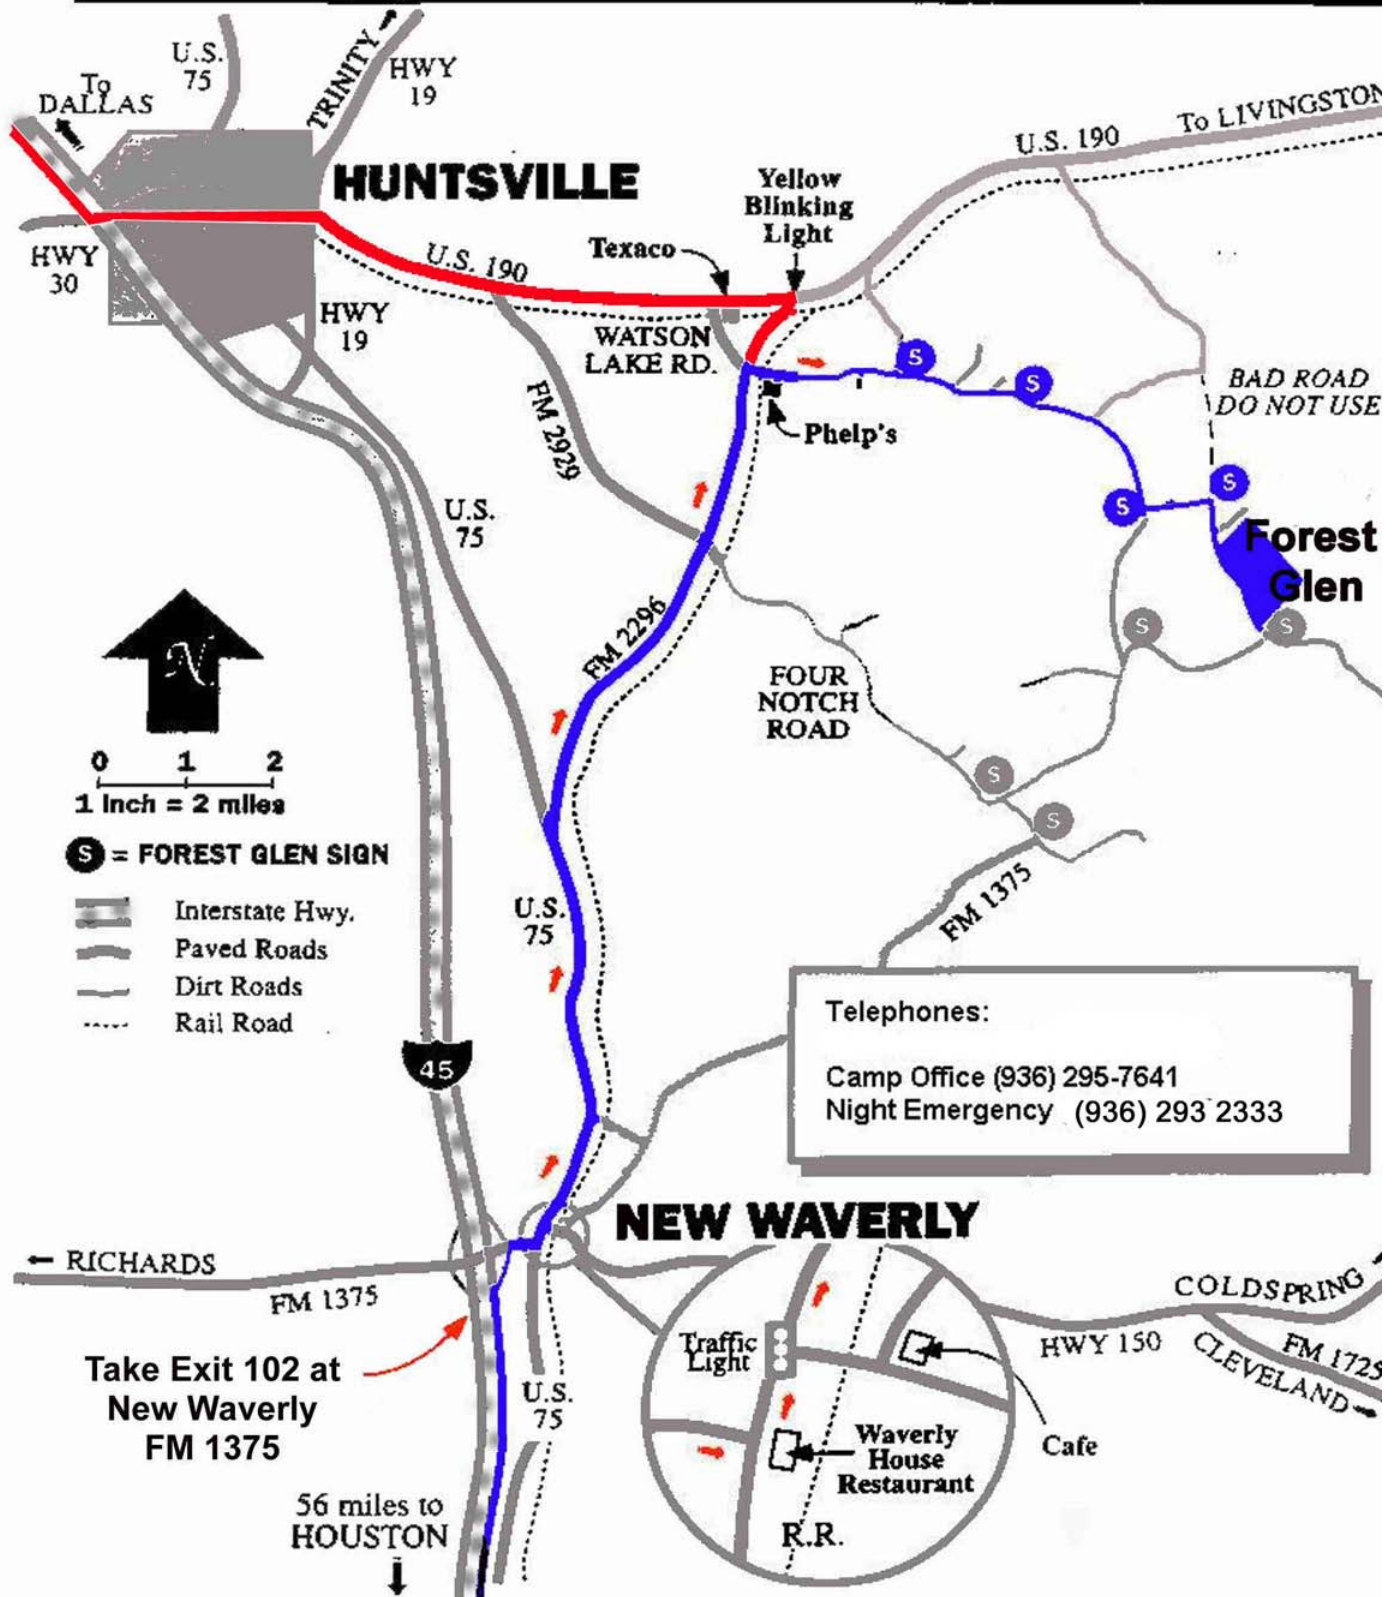 U.S.
75
TRINITY
HWY
19
To
DALLAS
HUNTSVILLE
HWY
30
U.S. 190
To LIVINGSTON
U.S. 190
Yellow
Blinking
Light
Texaco
HWY
19
WATSON
LAKE RD.
S
S
BAD ROAD
DO NOT USE
FM 2929
Phelp's
U.S.
75
S
S
Forest
Glen
N
FM 2296
S
S
FOUR
NOTCH
ROAD
0 1 2
1 Inch = 2 miles
S = FOREST GLEN SIGN
S
S
Interstate Hwy.
Paved Roads
Dirt Roads
Rail Road
U.S.
75
FM 1375
45
Telephones:
Camp Office (936) 295-7641
Night Emergency (936) 293 2333
NEW WAVERLY
RICHARDS
FM 1375
Take Exit 102 at
New Waverly
FM 1375
U.S.
75
56 miles to
HOUSTON
Traffic
Light
Waverly
House
Restaurant
R.R.
Cafe
HWY 150
COLDSPRING
CLEVELAND
FM 1725